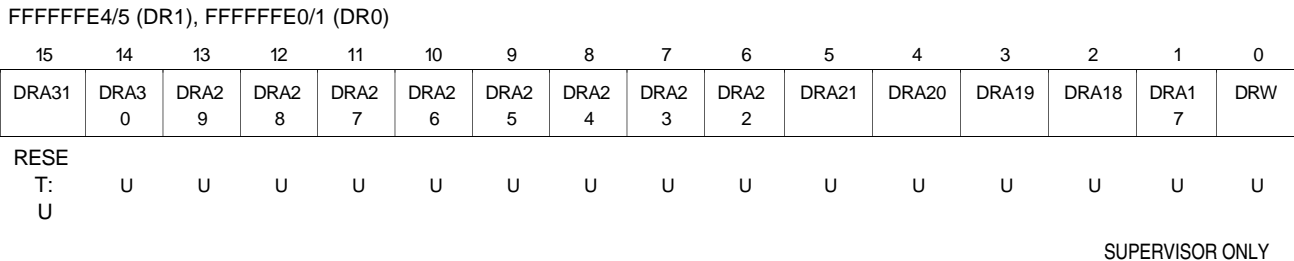 FFFFFFE4/5 (DR1), FFFFFFE0/1 (DR0)
15 14 13 12 11 10 9 8 7 6 5 4 3 2 1 0
DRA31 DRA3 DRA2 DRA2 DRA2 DRA2 DRA2 DRA2 DRA2 DRA2 DRA21 DRA20 DRA19 DRA18 DRA1 DRW
0 9 8 7 6 5 4 3 2 7
RESE
T: U U U U U U U U U U U U U U U
U
SUPERVISOR ONLY